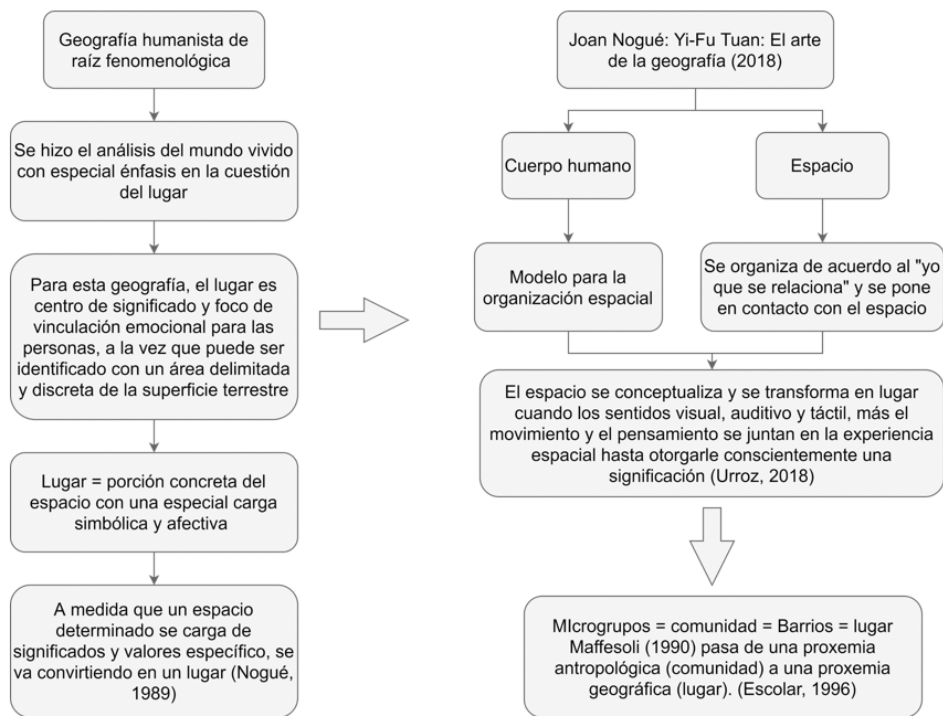 Geografía humanista de
raíz fenomenológica
Se hizo el análisis del mundo vivido
con especial énfasis en la cuestión
del lugar
Para esta geografía, el lugar es
centro de significado y foco de
vinculación emocional para las
personas, a la vez que puede ser
identificado con un área delimitada
y discreta de la superficie terrestre
Lugar = porción concreta del
espacio con una especial carga
simbólica y afectiva
A medida que un espacio
determinado se carga de
significados y valores específico, se
va convirtiendo en un lugar (Nogué,
1989)
Joan Nogué: Yi-Fu Tuan: El arte
de la geografía (2018)
Cuerpo humano
Espacio
Modelo para la
organización espacial
Se organiza de acuerdo al "yo
que se relaciona" y se pone
en contacto con el espacio
El espacio se conceptualiza y se transforma en lugar
cuando los sentidos visual, auditivo y táctil, más el
movimiento y el pensamiento se juntan en la experiencia
espacial hasta otorgarle conscientemente una
significación (Urroz, 2018)
MIcrogrupos = comunidad = Barrios = lugar
Maffesoli (1990) pasa de una proxemia
antropológica (comunidad) a una proxemia
geográfica (lugar). (Escolar, 1996)